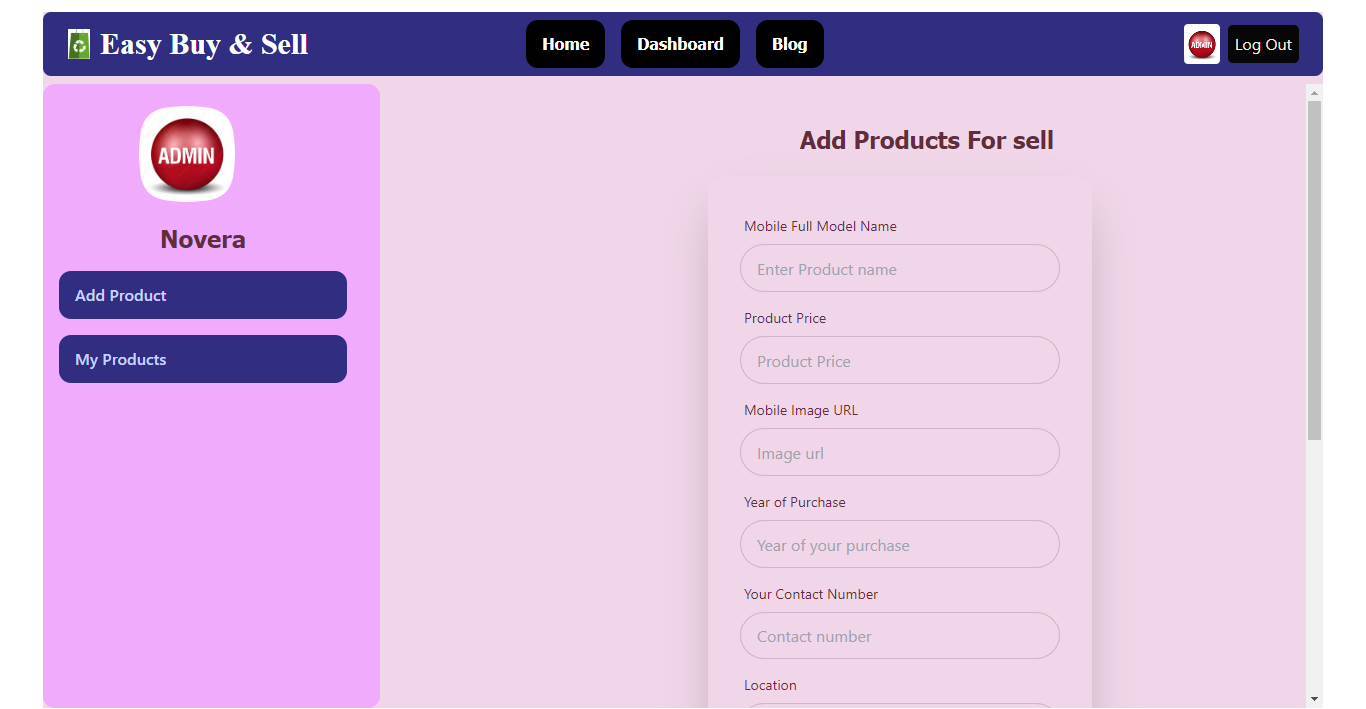 Easy Buy & Sell
Home
Dashboard
Blog
ADMIN
Log Out
ADMIN
Novera
Add Product
My Products
Add Products For sell
Mobile Full Model Name
Enter Product name
Product Price
Product Price
Mobile Image URL
Image url
Year of Purchase
Year of your purchase
Your Contact Number
Contact number
Location